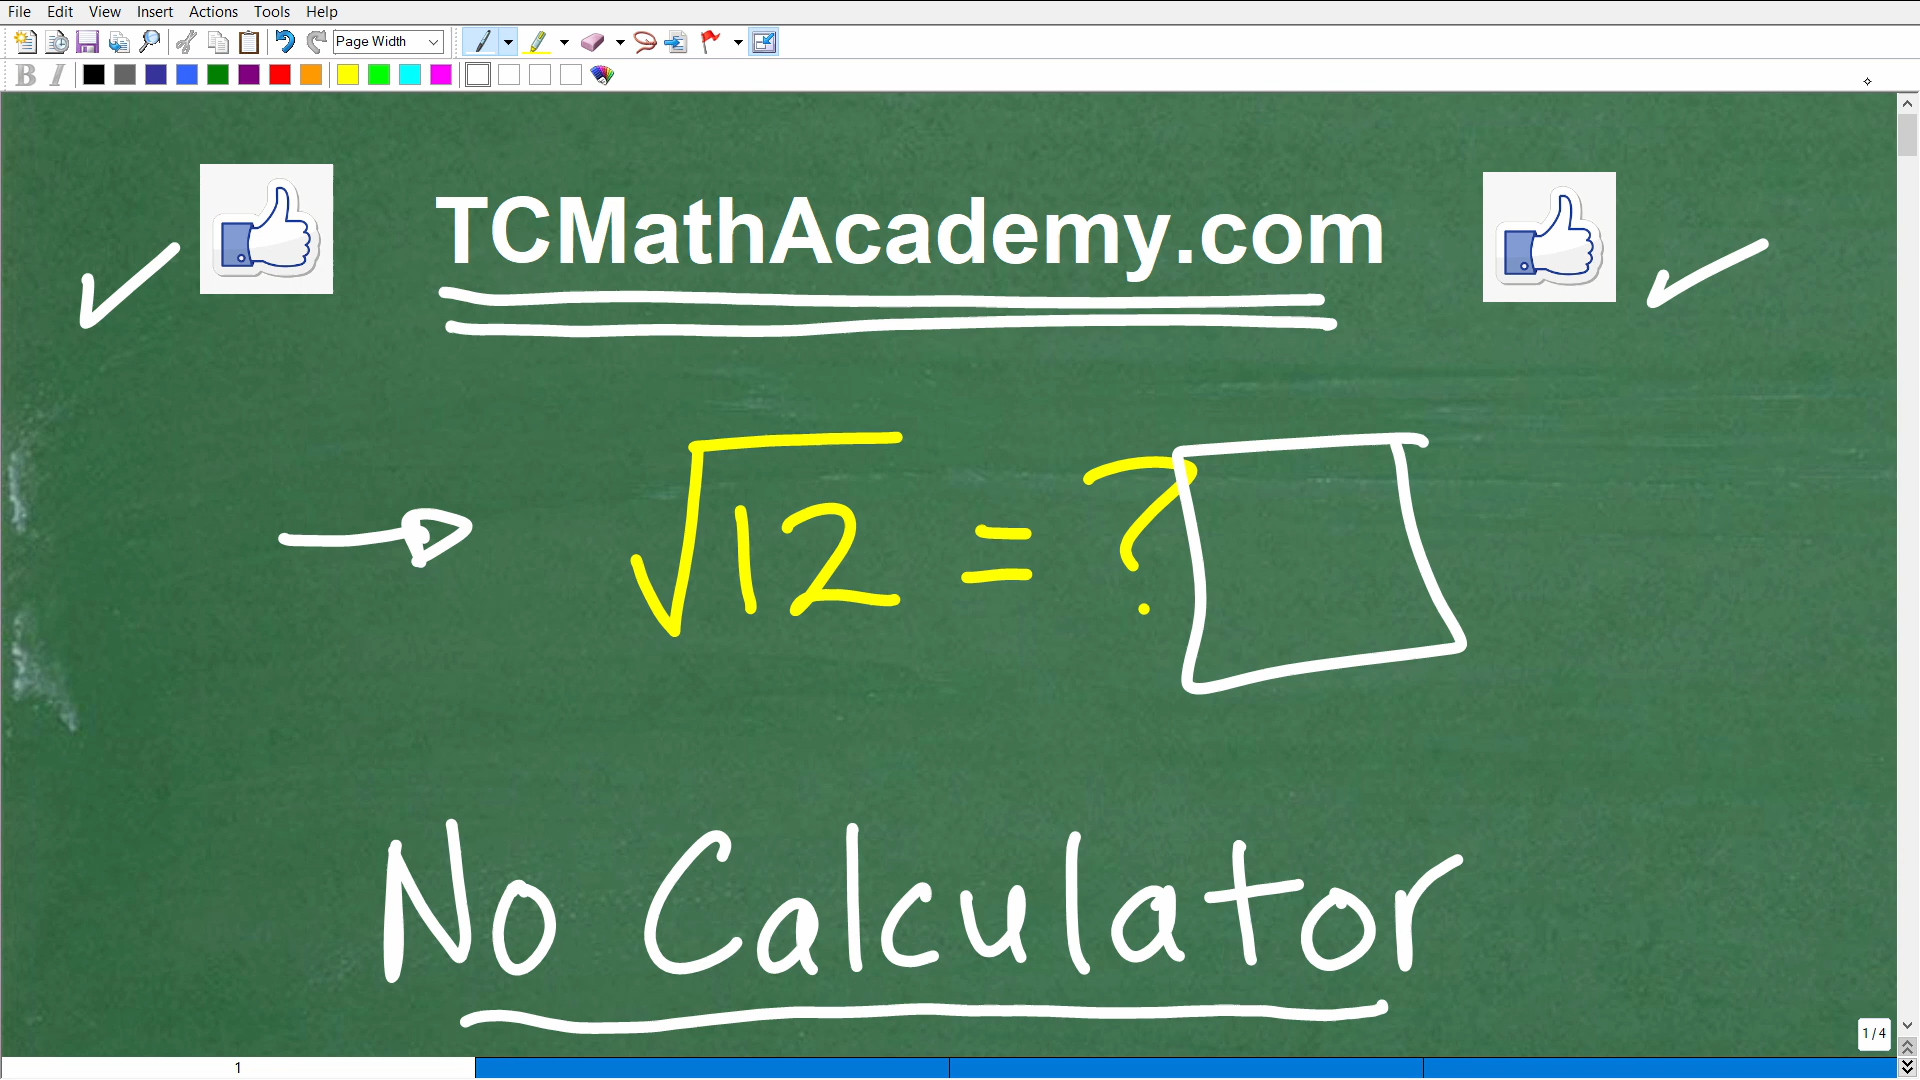 File Edit View Insert Actions Tools Help
Page Width
B I
TCMathAcademy.com
√12 = ?
No Calculator
1 / 4
1